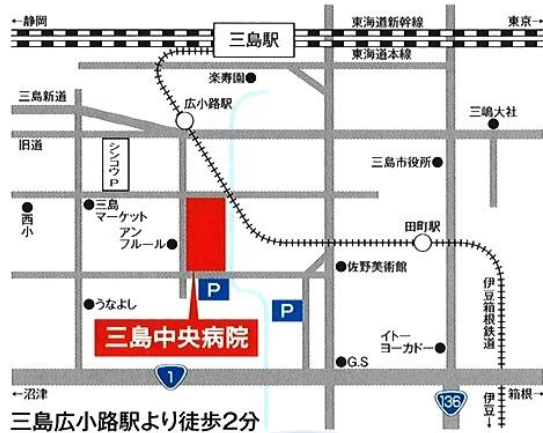 ←静岡
東海道新幹線
東京→
三島駅
東海道本線
楽寿園
三島新道
広小路駅
三嶋大社
旧道
シンコウP
三島市役所
西小
三島
マーケット
アン
フルール
田町駅
佐野美術館
P
P
うなよし
三島中央病院
伊豆箱根鉄道
イトー
ヨーカドー
G.S
1
136
←沼津
伊豆→
箱根→
三島広小路駅より徒歩2分